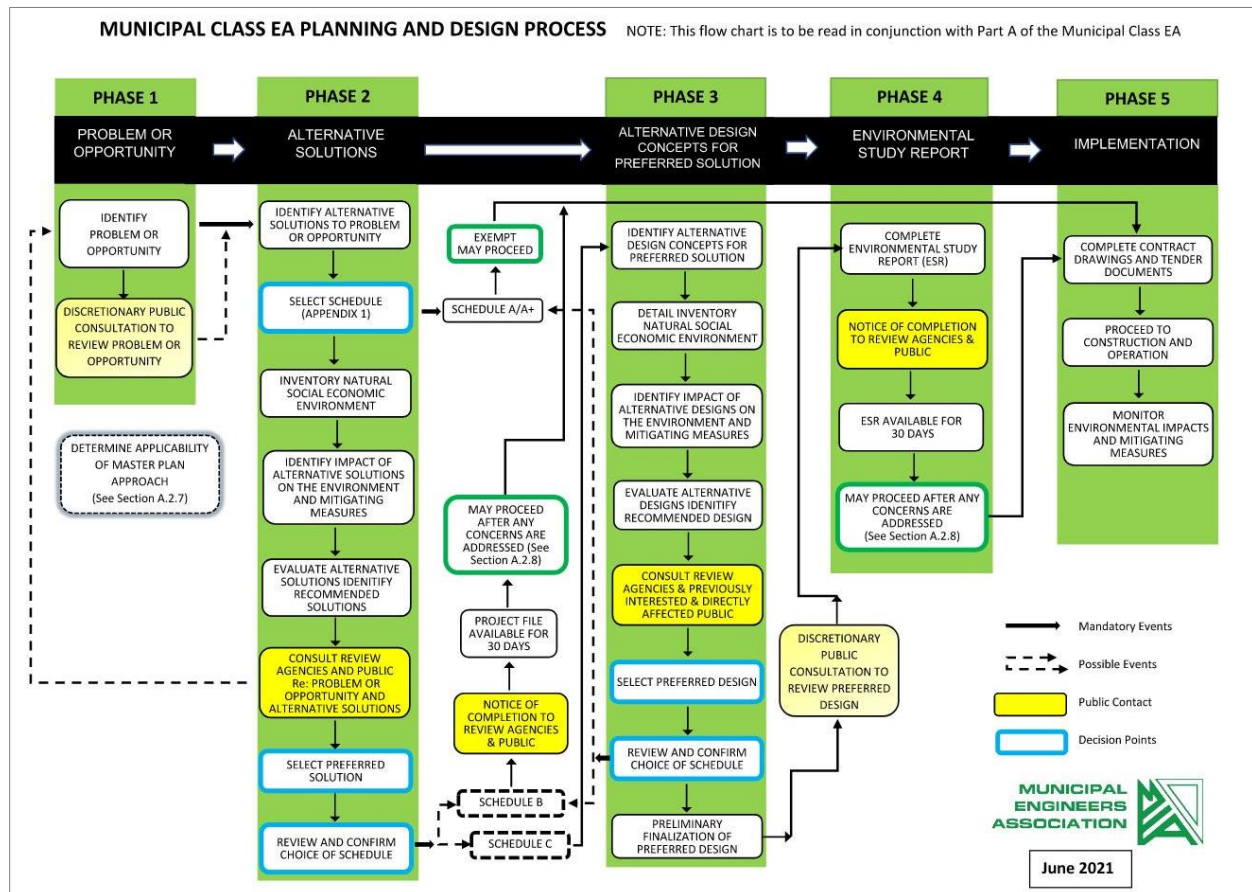 MUNICIPAL CLASS EA PLANNING AND DESIGN PROCESS NOTE: This flow chart is to be read in conjunction with Part A of the Municipal Class EA
PHASE 1
PROBLEM OR
OPPORTUNITY
IDENTIFY
PROBLEM OR
OPPORTUNITY
DISCRETIONARY PUBLIC
CONSULTATION TO
REVIEW PROBLEM OR
OPPORTUNITY
DETERMINE APPLICABILITY
OF MASTER PLAN
APPROACH
(See Section A.2.7)
PHASE 2
ALTERNATIVE
SOLUTIONS
IDENTIFY ALTERNATIVE
SOLUTIONS TO PROBLEM
OR OPPORTUNITY
SELECT SCHEDULE
(APPENDIX 1)
INVENTORY NATURAL
SOCIAL ECONOMIC
ENVIRONMENT
IDENTIFY IMPACT OF
ALTERNATIVE SOLUTIONS
ON THE ENVIRONMENT
AND MITIGATING
MEASURES
EVALUATE ALTERNATIVE
SOLUTIONS IDENTITIFY
RECOMMENDED
SOLUTIONS
CONSULT REVIEW
AGENCIES AND PUBLIC
Re: PROBLEM OR
OPPORTUNITY AND
ALTERNATIVE SOLUTIONS
SELECT PREFERRED
SOLUTION
REVIEW AND CONFIRM
CHOICE OF SCHEDULE
EXEMPT
MAY PROCEED
SCHEDULE A/A+
MAY PROCEED
AFTER ANY
CONCERNS ARE
ADDRESSED (See
Section A.2.8)
PROJECT FILE
AVAILABLE FOR
30 DAYS
NOTICE OF
COMPLETION TO
REVIEW AGENCIES
& PUBLIC
SCHEDULE B
SCHEDULE C
PHASE 3
ALTERNATIVE DESIGN
CONCEPTS FOR
PREFERRED SOLUTION
IDENTIFY ALTERNATIVE
DESIGN CONCEPTS FOR
PREFERRED SOLUTION
DETAIL INVENTORY
NATURAL SOCIAL
ECONOMIC ENVIRONMENT
IDENTIFY IMPACT OF
ALTERNATIVE DESIGNS ON
THE ENVIRONMENT AND
MITIGATING MEASURES
EVALUATE ALTERNATIVE
DESIGNS IDENTIFY
RECOMMENDED DESIGN
CONSULT REVIEW
AGENCIES & PREVIOUSLY
INTERESTED & DIRECTLY
AFFECTED PUBLIC
SELECT PREFERRED DESIGN
REVIEW AND CONFIRM
CHOICE OF SCHEDULE
PRELIMINARY
FINALIZATION OF
PREFERRED DESIGN
PHASE 4
ENVIRONMENTAL
STUDY REPORT
COMPLETE
ENVIRONMENTAL STUDY
REPORT (ESR)
NOTICE OF COMPLETION
TO REVIEW AGENCIES &
PUBLIC
ESR AVAILABLE FOR
30 DAYS
MAY PROCEED AFTER ANY
CONCERNS ARE
ADDRESSED
(See Section A.2.8)
DISCRETIONARY
PUBLIC
CONSULTATION TO
REVIEW PREFERRED
DESIGN
PHASE 5
IMPLEMENTATION
COMPLETE CONTRACT
DRAWINGS AND TENDER
DOCUMENTS
PROCEED TO
CONSTRUCTION AND
OPERATION
MONITOR
ENVIRONMENTAL IMPACTS
AND MITIGATING
MEASURES
Mandatory Events
Possible Events
Public Contact
Decision Points
MUNICIPAL
ENGINEERS
ASSOCIATION
June 2021